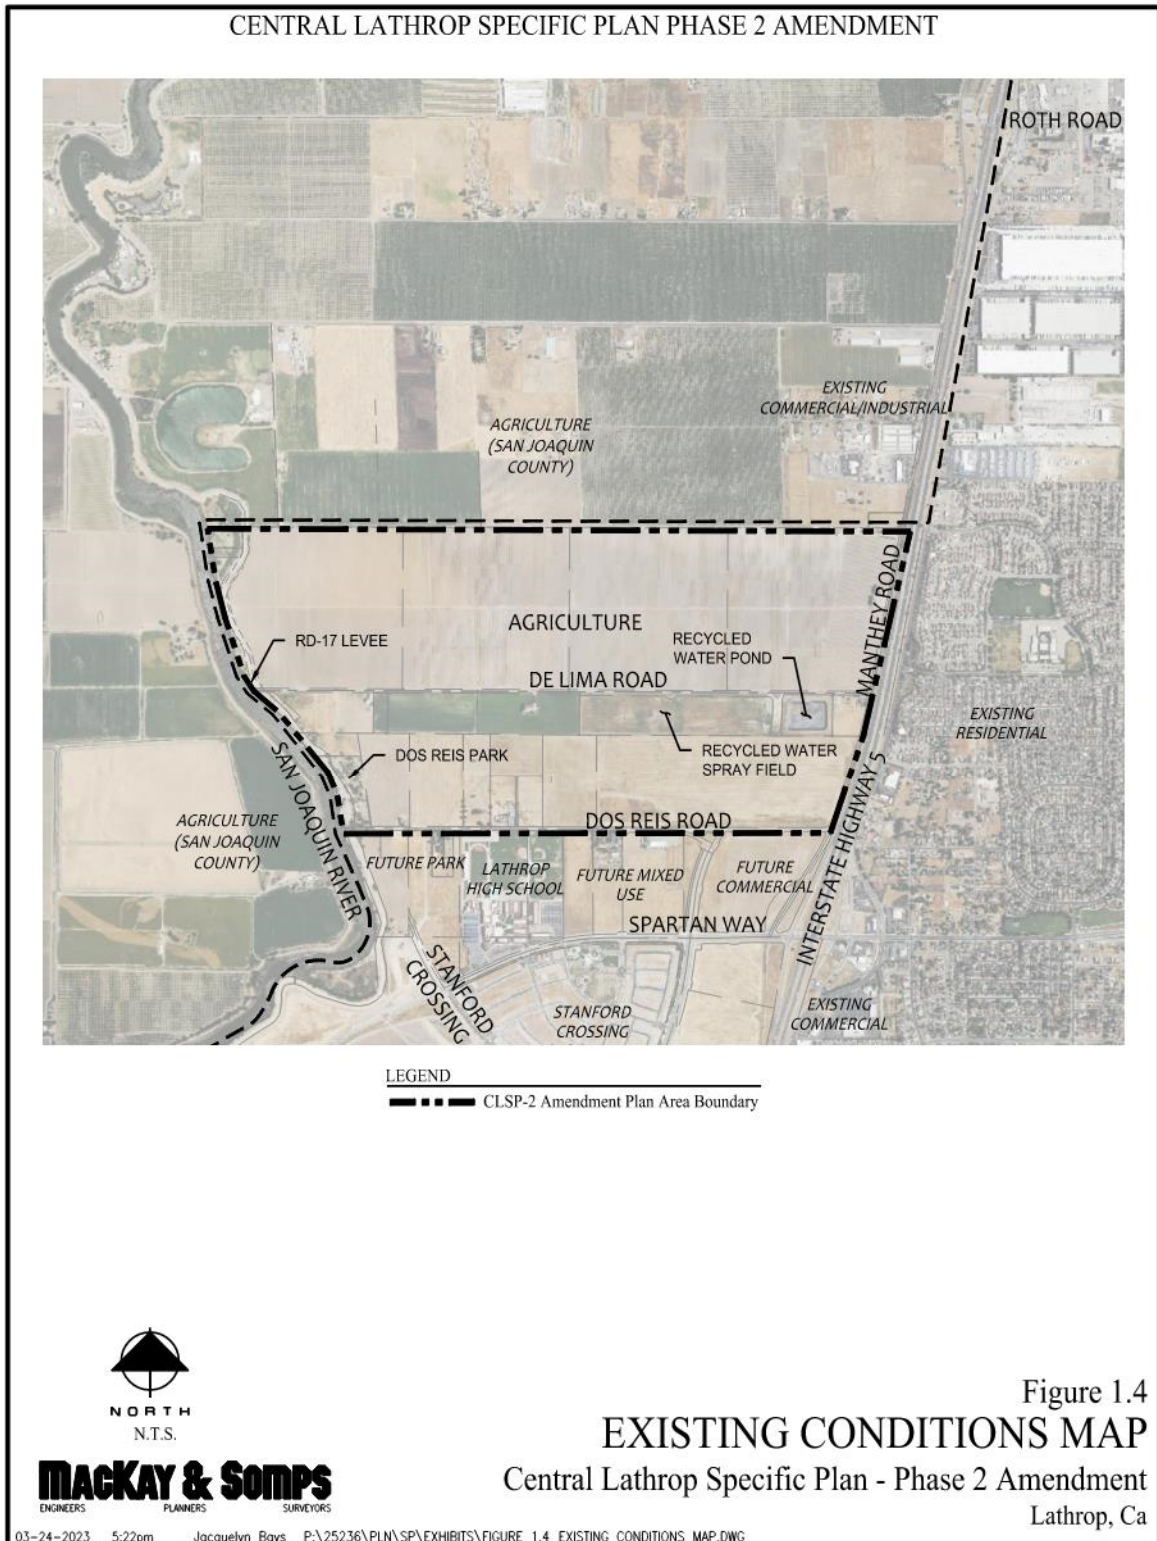 CENTRAL LATHROP SPECIFIC PLAN PHASE 2 AMENDMENT
ROTH ROAD
EXISTING
COMMERCIAL/INDUSTRIAL
AGRICULTURE
(SAN JOAQUIN
COUNTY)
MANTHEY ROAD
AGRICULTURE
RD-17 LEVEE
RECYCLED
WATER POND
DE LIMA ROAD
EXISTING
RESIDENTIAL
DOS REIS PARK
RECYCLED WATER
SPRAY FIELD
SAN JOAQUIN RIVER
INTERSTATE HIGHWAY 5
AGRICULTURE
(SAN JOAQUIN
COUNTY)
DOS REIS ROAD
FUTURE PARK
LATHROP
HIGH SCHOOL
FUTURE MIXED
USE
FUTURE
COMMERCIAL
SPARTAN WAY
STANFORD
CROSSING
STANFORD
CROSSING
EXISTING
COMMERCIAL
LEGEND
CLSP-2 Amendment Plan Area Boundary
NORTH
N.T.S.
MACKAY & SOMPS
ENGINEERS PLANNERS SURVEYORS
Figure 1.4
EXISTING CONDITIONS MAP
Central Lathrop Specific Plan - Phase 2 Amendment
Lathrop, Ca
03-24-2023 5:22pm Jacquelyn Bays P:\25236\PLN\SP\EXHIBITS\FIGURE 1.4 EXISTING CONDITIONS MAP.DWG